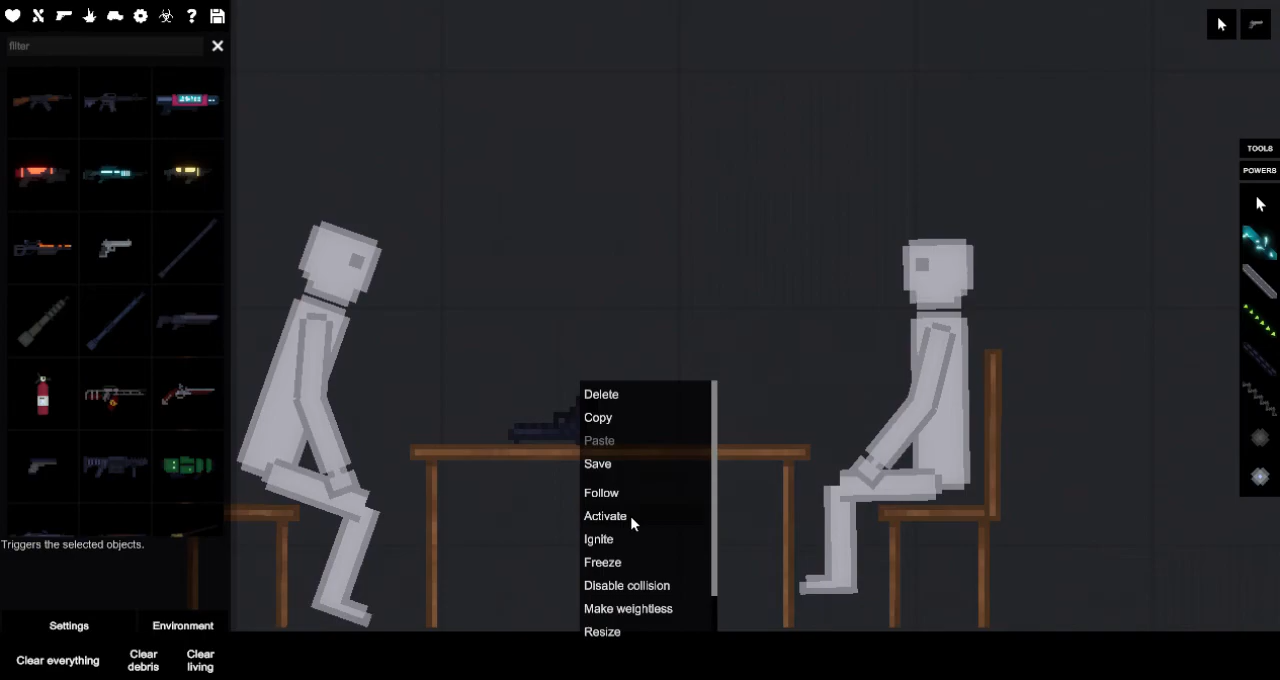 ?
filter
TOOLS
POWERS
Delete
Copy
Paste
Save
Follow
Activate
Ignite
Freeze
Disable collision
Make weightless
Resize
Triggers the selected objects.
Settings
Environment
Clear everything
Clear
debris
Clear
living